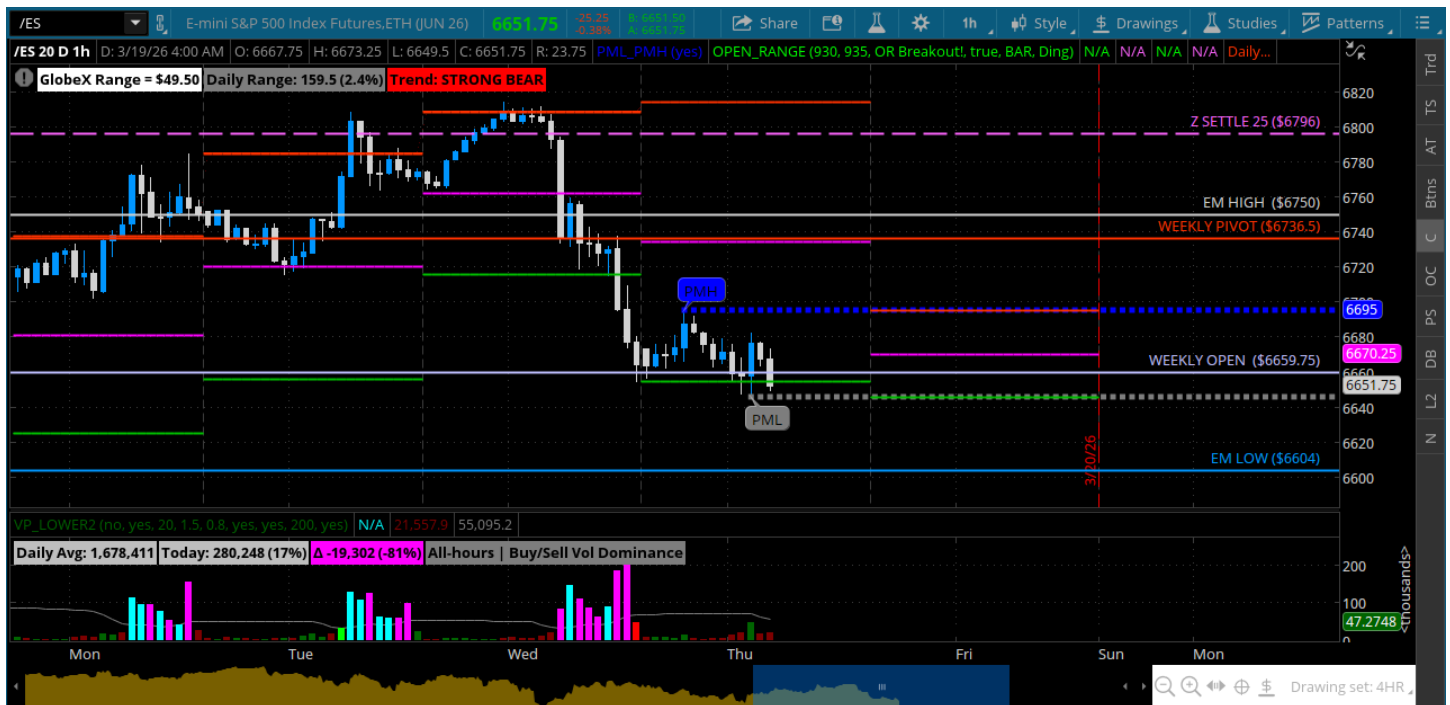 /ES E-mini S&P 500 Index Futures,ETH (JUN 26) 6651.75 -25.25 -0.38% B: 6651.50 A: 6651.75 Share 1h Style Drawings Studies Patterns
/ES 20 D 1h D: 3/19/26 4:00 AM O: 6667.75 H: 6673.25 L: 6649.5 C: 6651.75 R: 23.75 PML_PMH (yes) OPEN_RANGE (930, 935, OR Breakout!, true, BAR, Ding) N/A N/A N/A N/A Daily...
GlobeX Range = $49.50 Daily Range: 159.5 (2.4%) Trend: STRONG BEAR
6820
Z SETTLE 25 ($6796)
6800
6780
6760
EM HIGH ($6750)
WEEKLY PIVOT ($6736.5)
6740
6720
PMH
6695
6680
6670.25
WEEKLY OPEN ($6659.75)
6660
6651.75
PML
6640
6620
3/20/26
EM LOW ($6604)
6600
VP_LOWER2 (no, yes, 20, 1.5, 0.8, yes, yes, 200, yes) N/A 21,557.9 55,095.2
Daily Avg: 1,678,411 Today: 280,248 (17%) Δ -19,302 (-81%) All-hours | Buy/Sell Vol Dominance
200
100
47.2748
0
<thousands>
Mon Tue Wed Thu Fri Sun Mon
$ Drawing set: 4HR
Trd
TS
AT
Btns
C
OC
PS
DB
L2
N